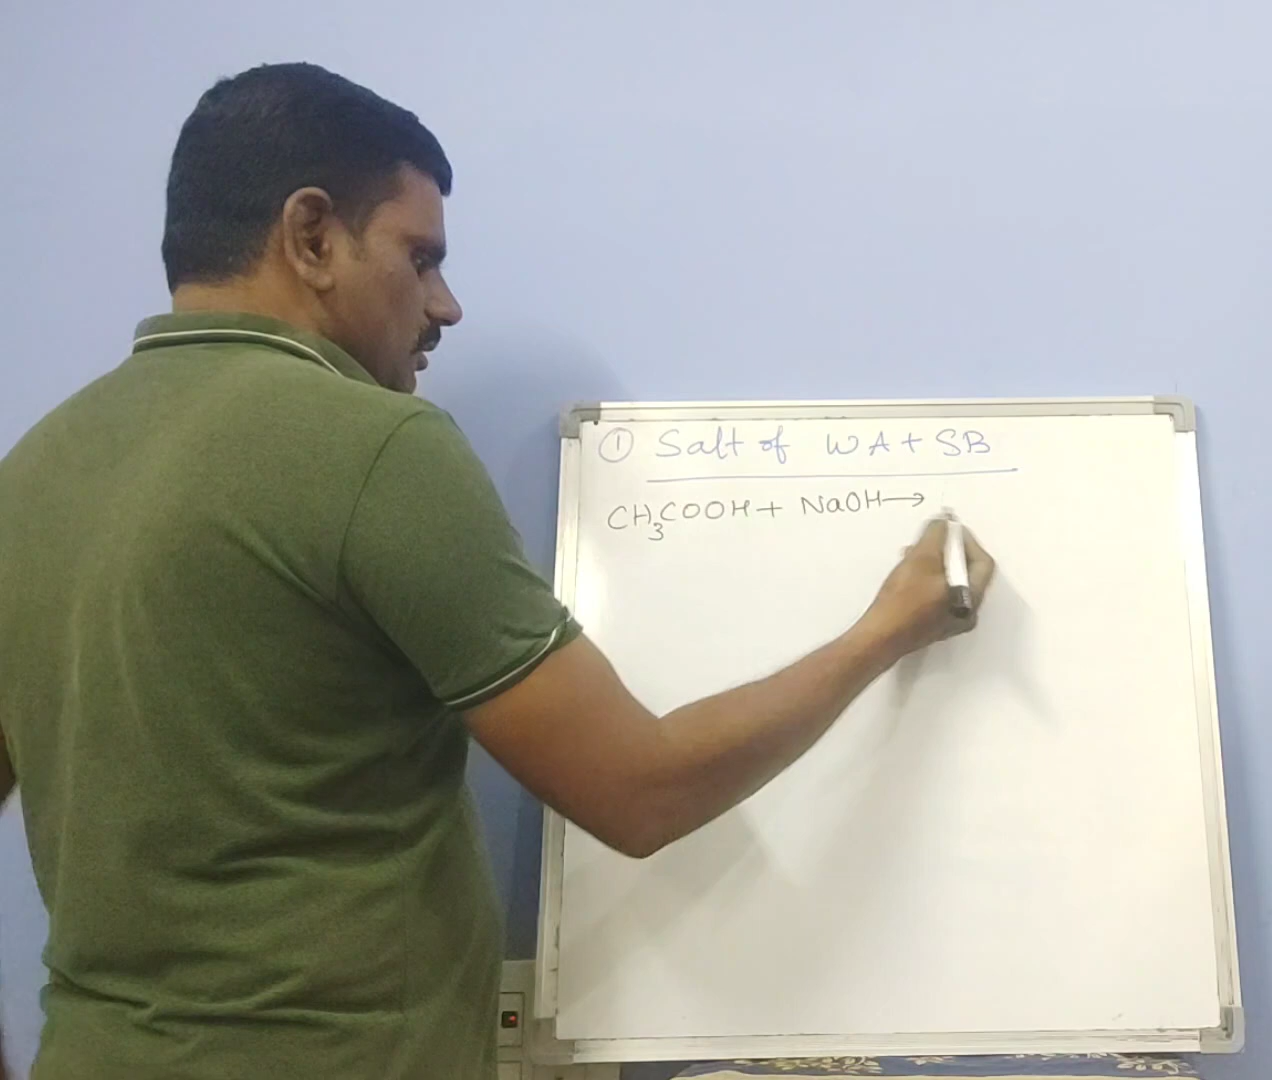 ① Salt of WA + SB
CH₃COOH + NaOH →